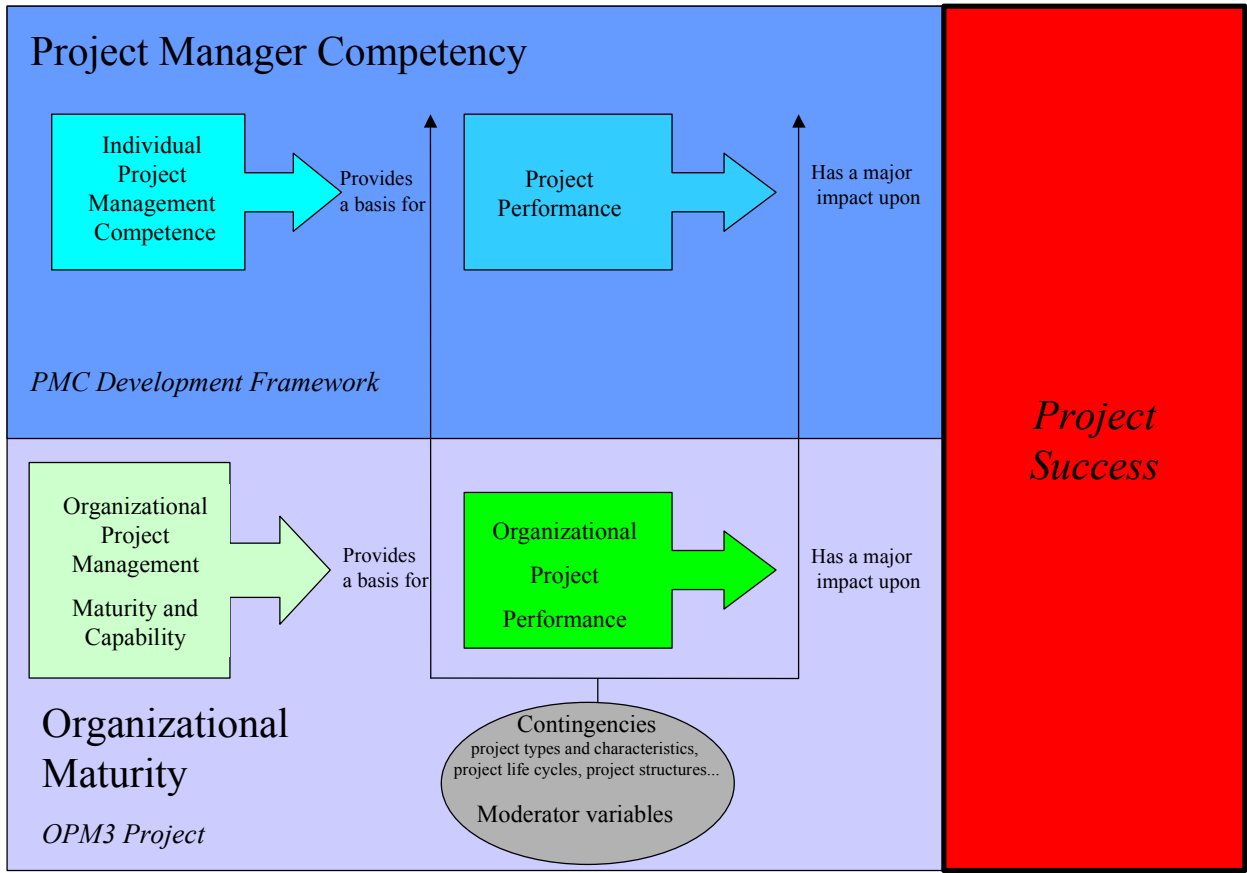 Project Manager Competency
Individual
Project
Management
Competence
Provides
a basis for
Project
Performance
Has a major
impact upon
PMC Development Framework
Project
Success
Organizational
Project
Management
Maturity and
Capability
Provides
a basis for
Organizational
Project
Performance
Has a major
impact upon
Organizational
Maturity
OPM3 Project
Contingencies
project types and characteristics,
project life cycles, project structures...
Moderator variables